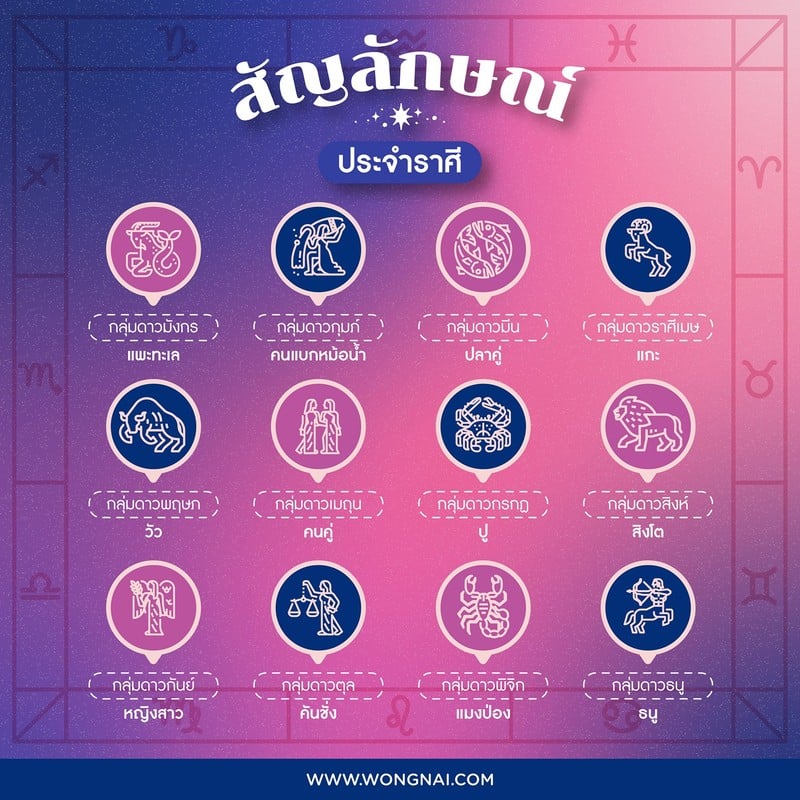 สัญลักษณ์
ประจำราศี
กลุ่มดาวมังกร
แพะทะเล
กลุ่มดาวกุมภ์
คนแบกหม้อน้ำ
กลุ่มดาวมีน
ปลาคู่
กลุ่มดาวราศีเมษ
แกะ
กลุ่มดาวพฤษภ
วัว
กลุ่มดาวเมถุน
คนคู่
กลุ่มดาวกรกฎ
ปู
กลุ่มดาวสิงห์
สิงโต
กลุ่มดาวกันย์
หญิงสาว
กลุ่มดาวตุล
คันชั่ง
กลุ่มดาวพิจิก
แมงป่อง
กลุ่มดาวธนู
ธนู
WWW.WONGNAI.COM